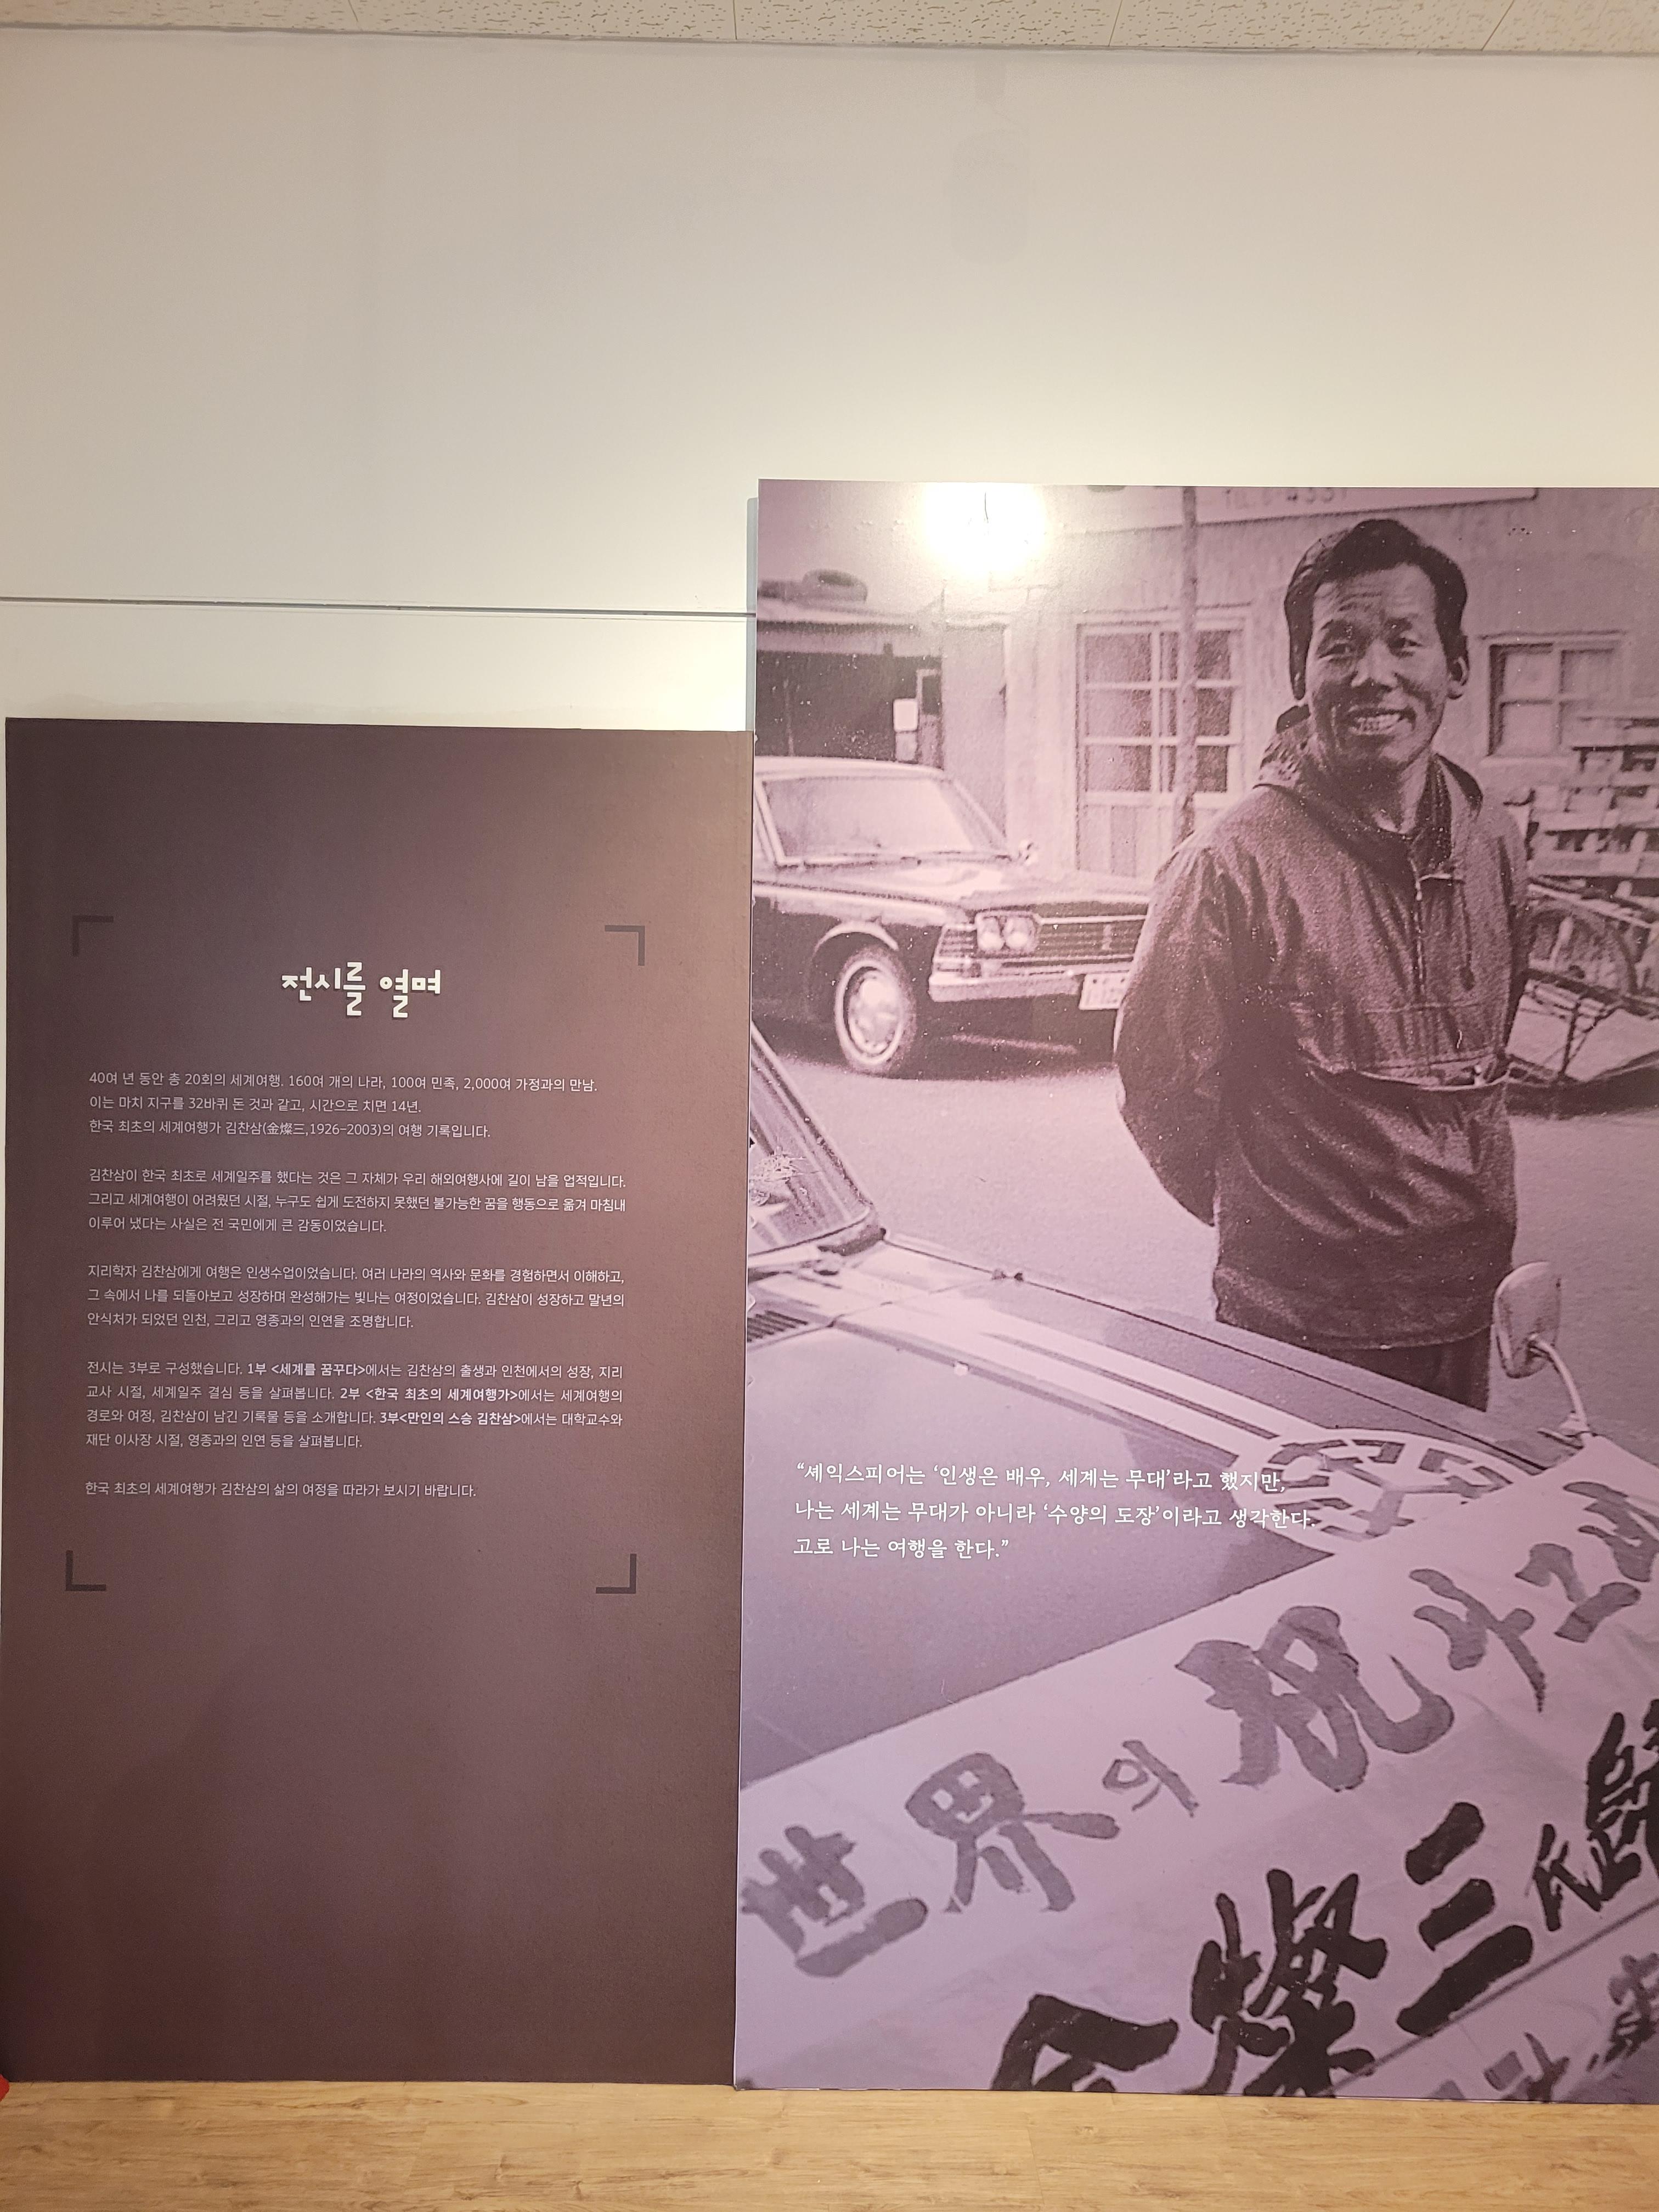 전시를 열며
40여 년 동안 총 20회의 세계여행. 160여 개의 나라, 100여 민족, 2,000여 가정과의 만남.
이는 마치 지구를 32바퀴 돈 것과 같고, 시간으로 치면 14년.
한국 최초의 세계여행가 김찬삼(金燦三,1926-2003)의 여행 기록입니다.
김찬삼이 한국 최초로 세계일주를 했다는 것은 그 자체가 우리 해외여행사에 길이 남을 업적입니다.
그리고 세계여행이 어려웠던 시절, 누구도 쉽게 도전하지 못했던 불가능한 꿈을 행동으로 옮겨 마침내
이루어 냈다는 사실은 전 국민에게 큰 감동이었습니다.
지리학자 김찬삼에게 여행은 인생수업이었습니다. 여러 나라의 역사와 문화를 경험하면서 이해하고,
그 속에서 나를 되돌아보고 성장하며 완성해가는 빛나는 여정이었습니다. 김찬삼이 성장하고 말년의
안식처가 되었던 인천, 그리고 영종과의 인연을 조명합니다.
전시는 3부로 구성했습니다. 1부 <세계를 꿈꾸다>에서는 김찬삼의 출생과 인천에서의 성장, 지리
교사 시절, 세계일주 결심 등을 살펴봅니다. 2부 <한국 최초의 세계여행가>에서는 세계여행의
경로와 여정, 김찬삼이 남긴 기록물 등을 소개합니다. 3부<만인의 스승 김찬삼>에서는 대학교수와
재단 이사장 시절, 영종과의 인연 등을 살펴봅니다.
한국 최초의 세계여행가 김찬삼의 삶의 여정을 따라가 보시기 바랍니다.
“셰익스피어는 ‘인생은 배우, 세계는 무대’라고 했지만,
나는 세계는 무대가 아니라 ‘수양의 도장’이라고 생각한다.
고로 나는 여행을 한다.”
世界의
祝
燦三